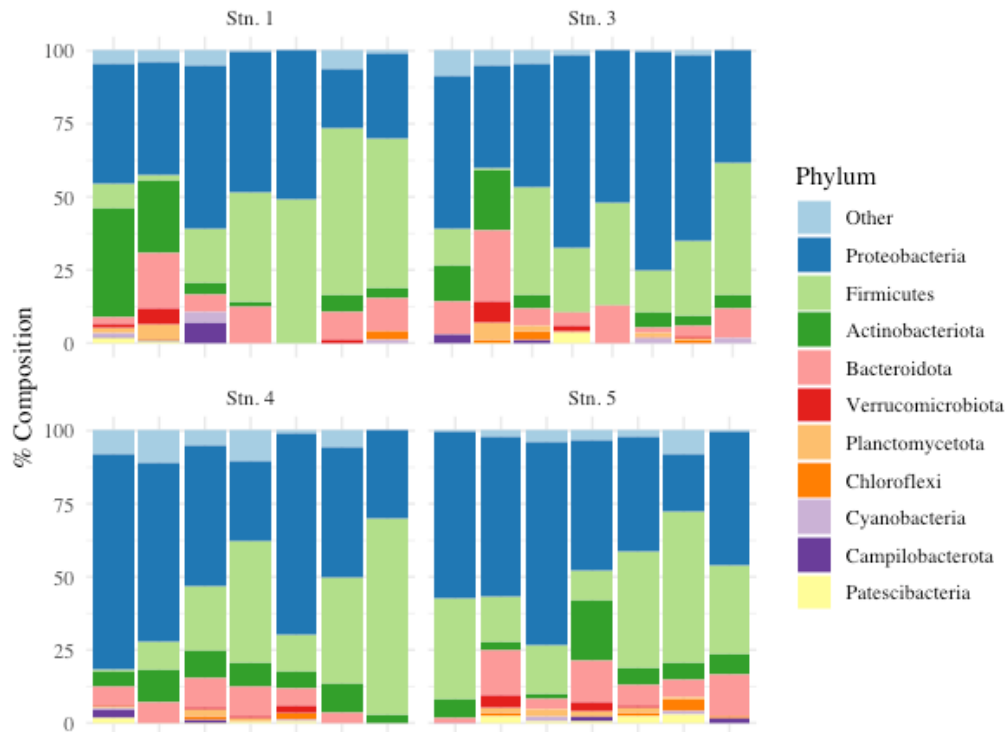 Stn. 1
Stn. 3
100
75
50
25
0
Stn. 4
Stn. 5
100
75
50
25
0
% Composition
Phylum
Other
Proteobacteria
Firmicutes
Actinobacteriota
Bacteroidota
Verrucomicrobiota
Planctomycetota
Chloroflexi
Cyanobacteria
Campilobacterota
Patescibacteria